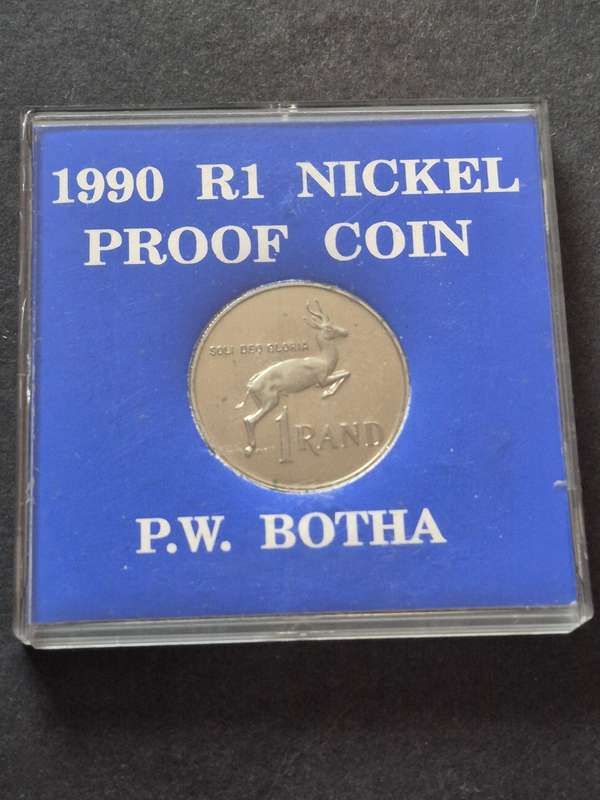 1990 R1 NICKEL
PROOF COIN
SOLI DEO GLORIA
1 RAND
P.W. BOTHA